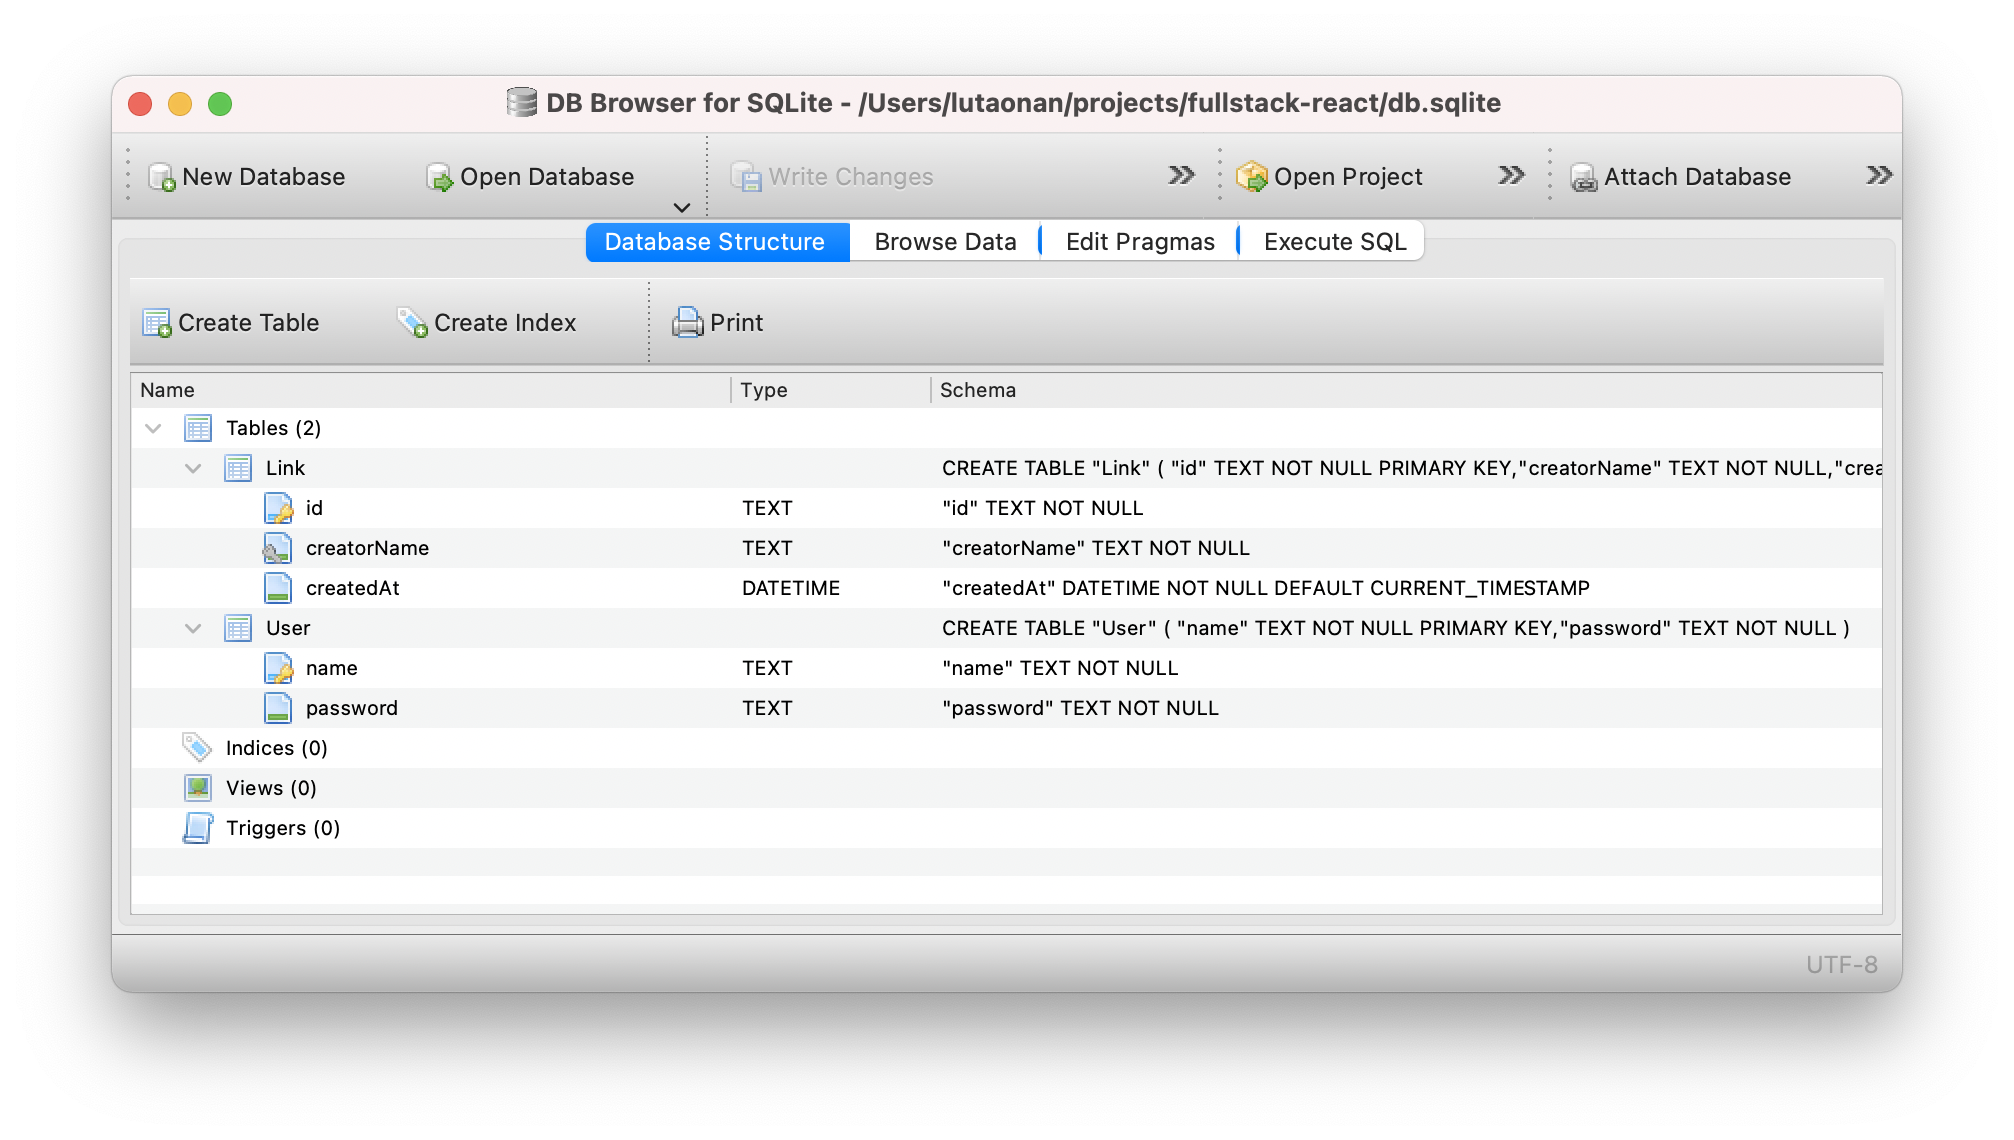 DB Browser for SQLite - /Users/lutaonan/projects/fullstack-react/db.sqlite
New Database Open Database Write Changes Open Project Attach Database
Database Structure Browse Data Edit Pragmas Execute SQL
Create Table Create Index Print
Name Type Schema
Tables (2)
Link CREATE TABLE "Link" ( "id" TEXT NOT NULL PRIMARY KEY,"creatorName" TEXT NOT NULL,"crea
id TEXT "id" TEXT NOT NULL
creatorName TEXT "creatorName" TEXT NOT NULL
createdAt DATETIME "createdAt" DATETIME NOT NULL DEFAULT CURRENT_TIMESTAMP
User CREATE TABLE "User" ( "name" TEXT NOT NULL PRIMARY KEY,"password" TEXT NOT NULL )
name TEXT "name" TEXT NOT NULL
password TEXT "password" TEXT NOT NULL
Indices (0)
Views (0)
Triggers (0)
UTF-8